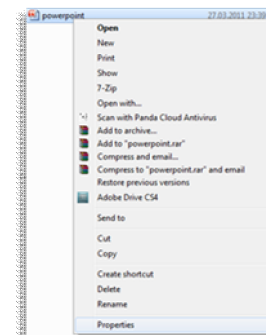 powerpoint 27.03.2011 23:39
Open
New
Print
Show
7-Zip
Open with...
Scan with Panda Cloud Antivirus
Add to archive...
Add to "powerpoint.rar"
Compress and email...
Compress to "powerpoint.rar" and email
Restore previous versions
Adobe Drive CS4
Send to
Cut
Copy
Create shortcut
Delete
Rename
Properties